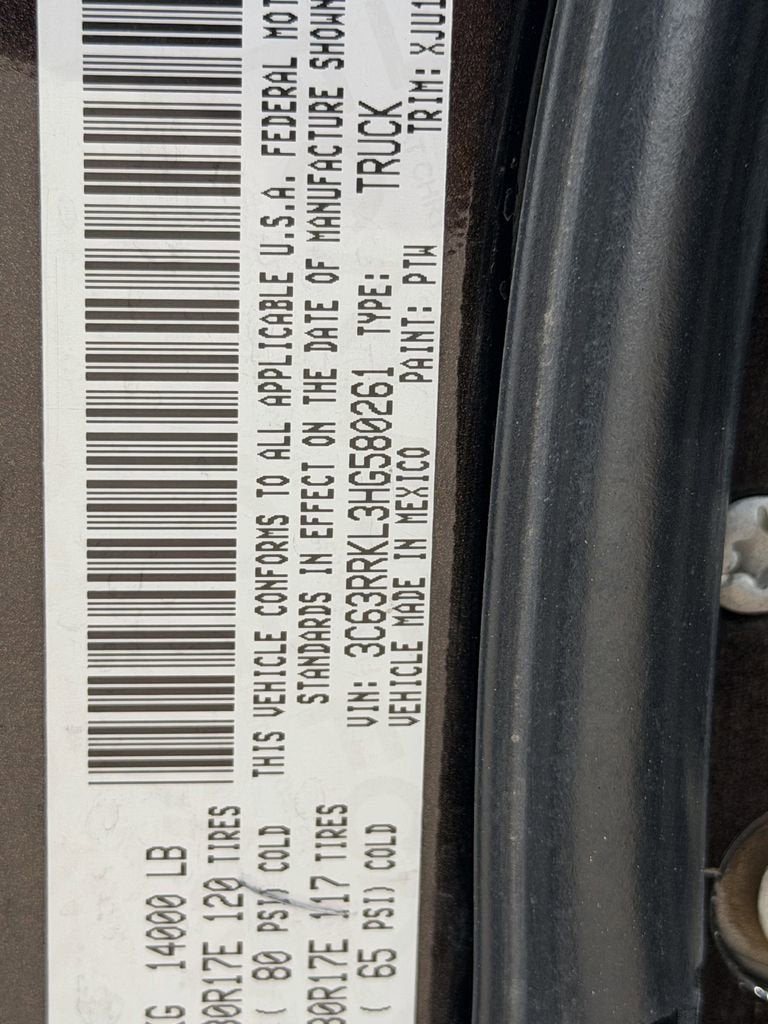 KG 14000 LB
80R17E 120 TIRES
( 80 PSI) COLD
80R17E 117 TIRES
( 65 PSI) COLD
THIS VEHICLE CONFORMS TO ALL APPLICABLE U.S.A. FEDERAL MOT
STANDARDS IN EFFECT ON THE DATE OF MANUFACTURE SHOWN
VIN: 3C63RRKL3HG580261 TYPE: TRUCK
VEHICLE MADE IN MEXICO PAINT: PTW TRIM: XJU1